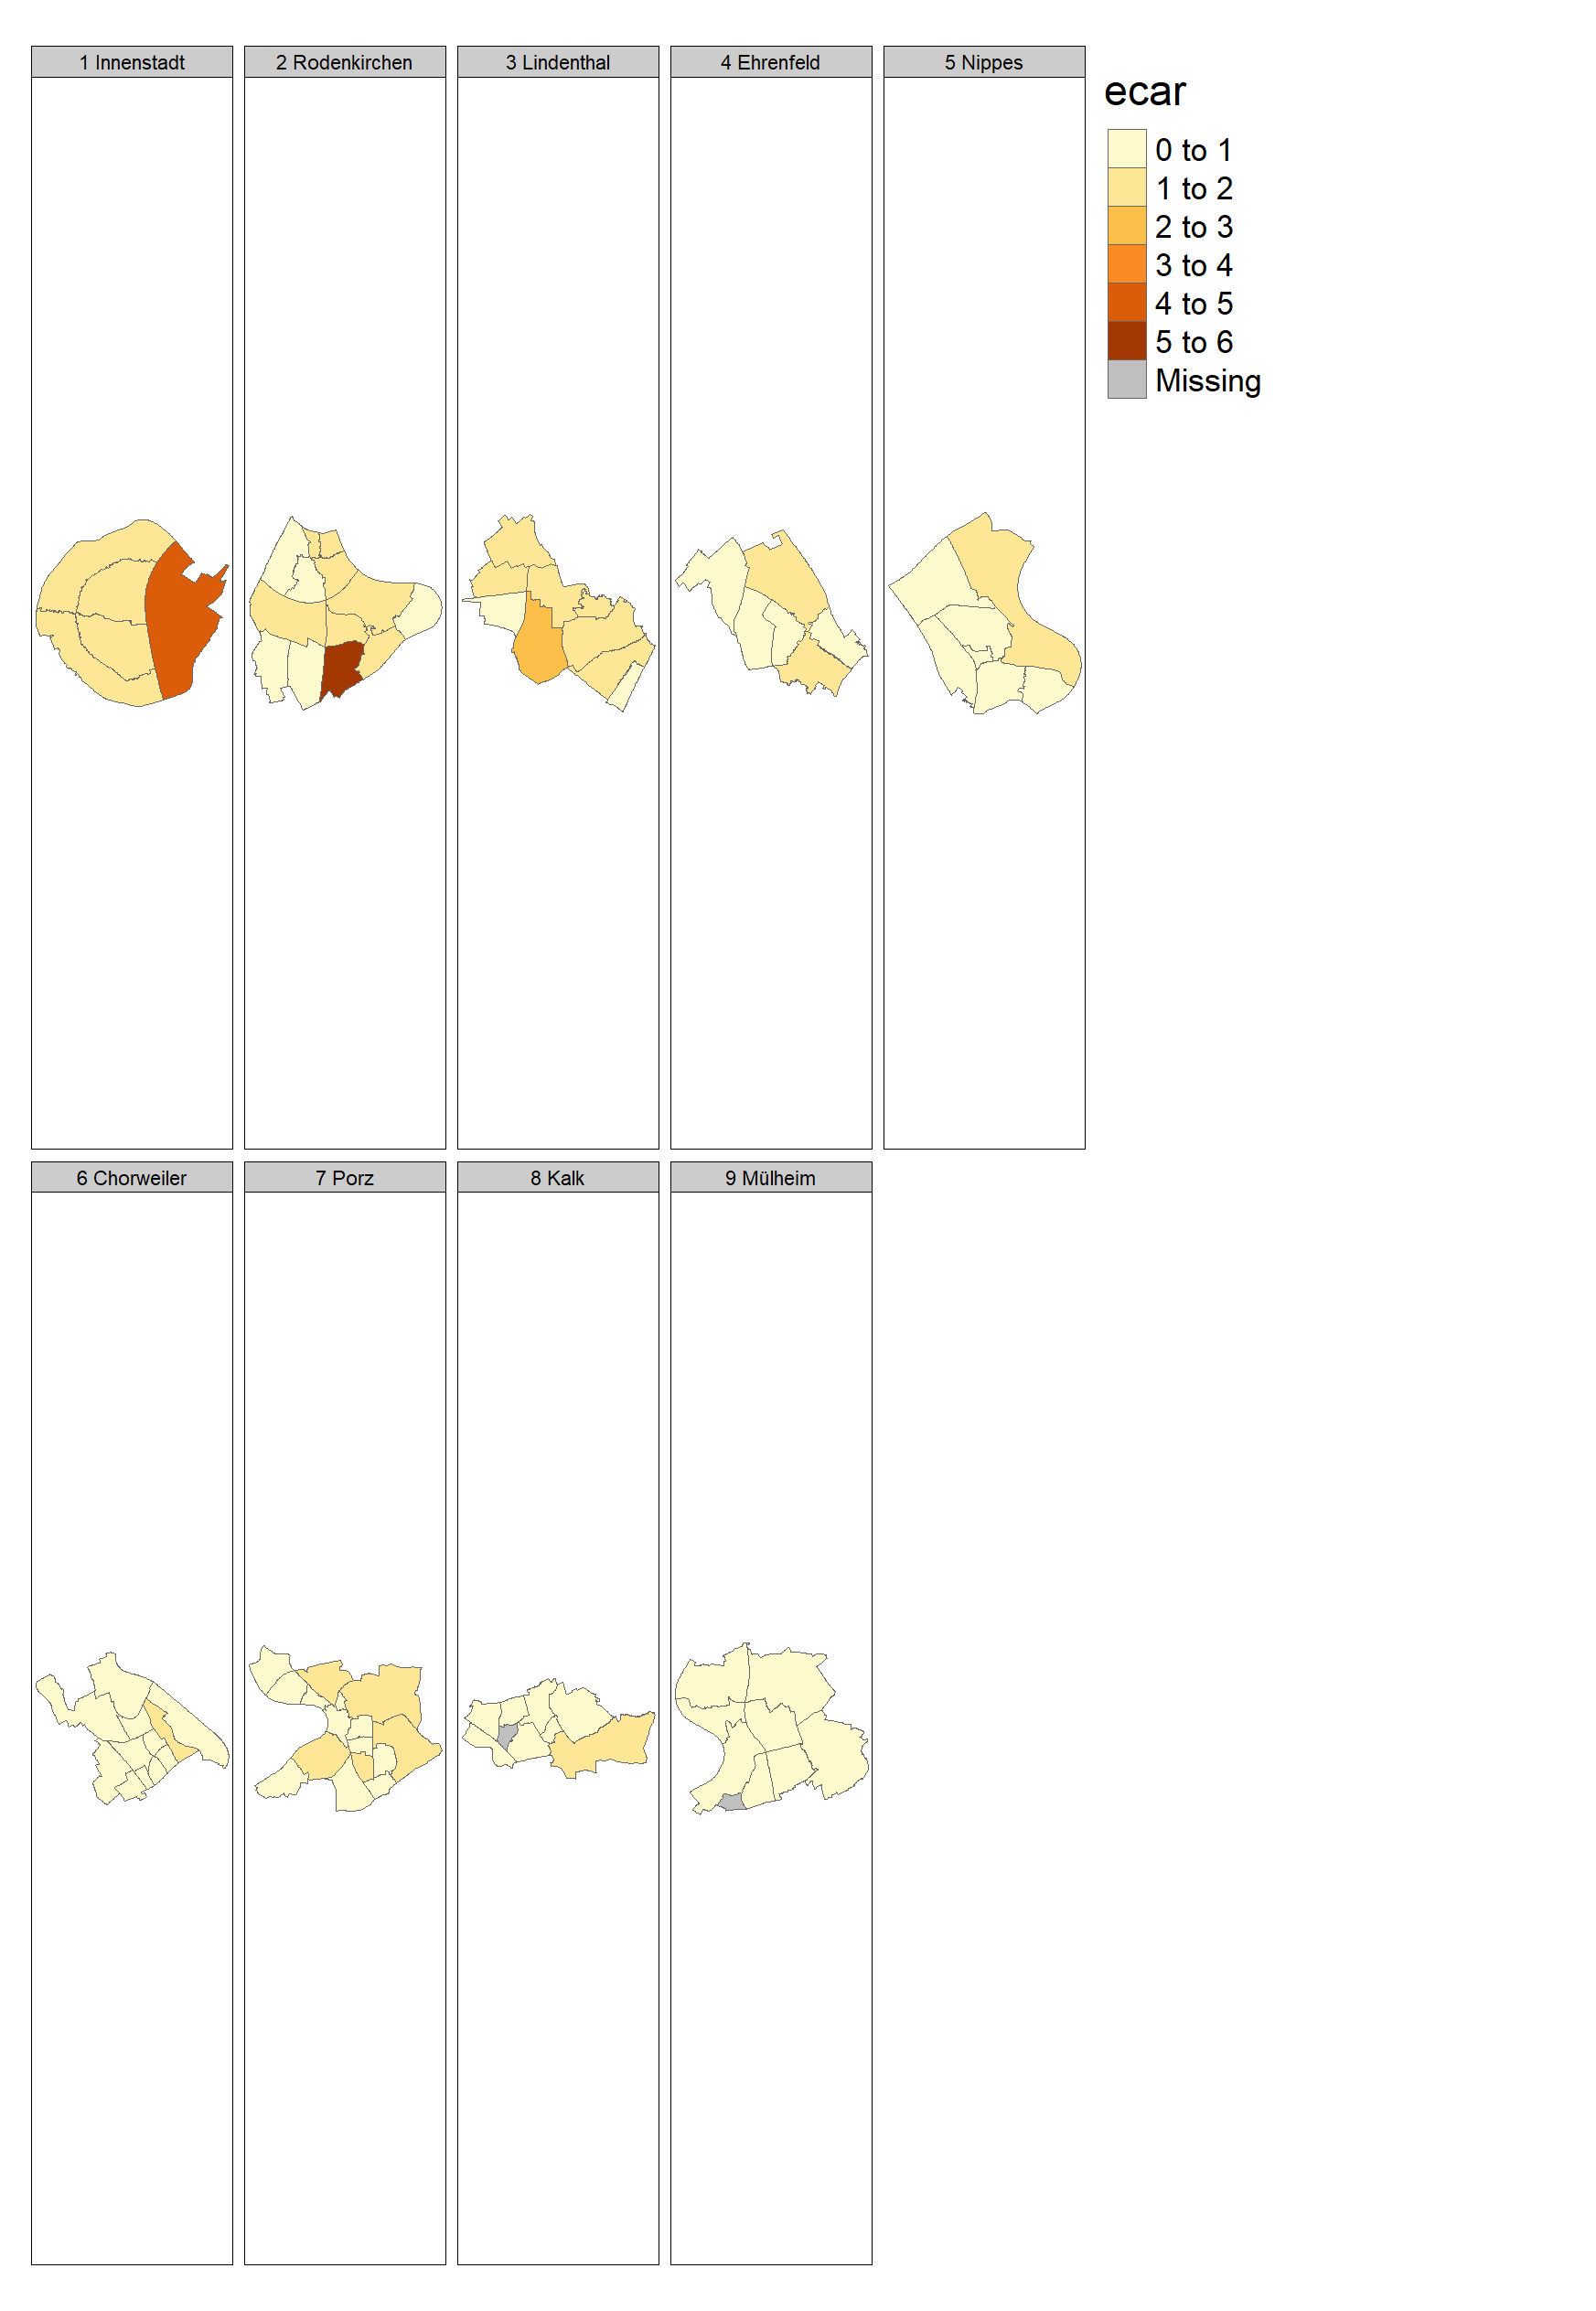 1 Innenstadt
2 Rodenkirchen
3 Lindenthal
4 Ehrenfeld
5 Nippes
ecar
0 to 1
1 to 2
2 to 3
3 to 4
4 to 5
5 to 6
Missing
6 Chorweiler
7 Porz
8 Kalk
9 Mülheim